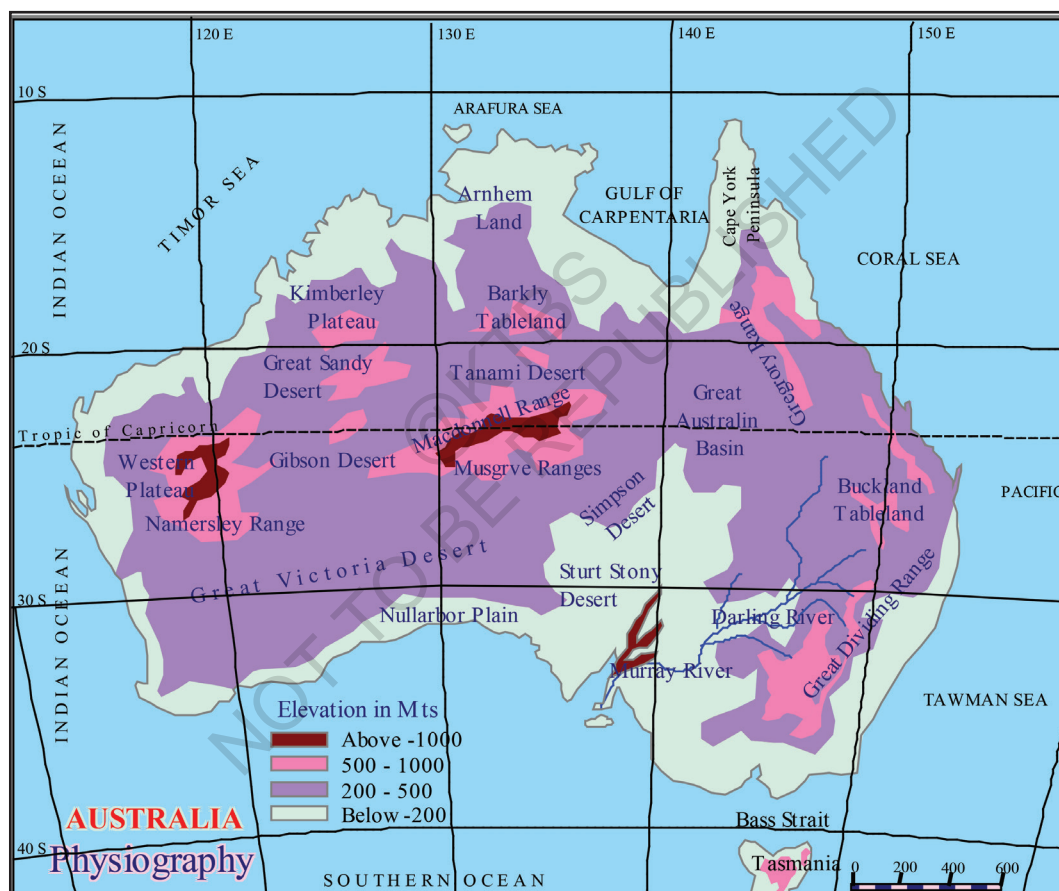 120 E
130 E
140 E
150 E
10 S
ARAFURA SEA
INDIAN OCEEAN
TIMOR SEA
Arnhem
Land
GULF OF
CARPENTARIA
Cape York
Peninsula
CORAL SEA
Kimberley
Plateau
Barkly
Tableland
20 S
Great Sandy
Desert
Tanami Desert
Gregrory Range
Great
Australin
Basin
Macdonnell Range
Tropic of Capricorn
Western
Plateau
Gibson Desert
Musgrve Ranges
Simpson
Desert
Buckland
Tableland
PACIFIC
Namersley Range
Great Victoria Desert
Sturt Stony
Desert
30 S
Nullarbor Plain
Darling River
Great Dividing Range
Murray River
INDIAN OCEEAN
TAWMAN SEA
Elevation in Mts
Above -1000
500 - 1000
200 - 500
Below -200
AUSTRALIA
Physiography
Bass Strait
40 S
Tasmania
SOUTHERN OCEAN
0 200 400 600
©KTBS
NOT TO BE REPUBLISHED